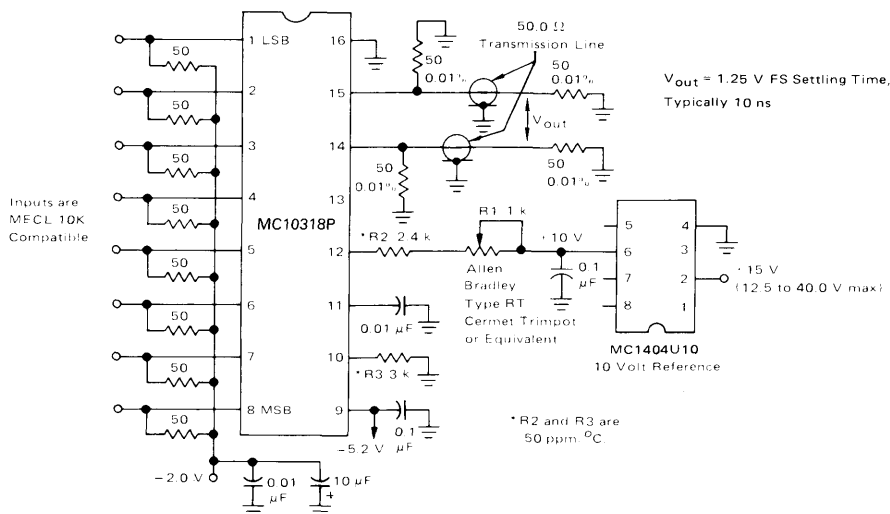 50
1 LSB
50
2
50
3
50
4
50
5
50
6
50
7
50
8 MSB
50
Inputs are
MECL 10K
Compatible
-2.0 V
0.01
µF
10 µF
+
MC10318P
16
15
14
13
12
11
10
9
50
0.01%
50.0 Ω
Transmission Line
50
0.01%
Vout
50
0.01%
50
0.01%
Vout = 1.25 V FS Settling Time,
Typically 10 ns
*R2 2.4 k
R1 1 k
Allen
Bradley
Type RT
Cermet Trimpot
or Equivalent
+10 V
0.1
µF
0.01 µF
*R3 3 k
-5.2 V
0.1
µF
5
6
7
8
4
3
2
1
+15 V
(12.5 to 40.0 V max)
MC1404U10
10 Volt Reference
*R2 and R3 are
50 ppm °C.